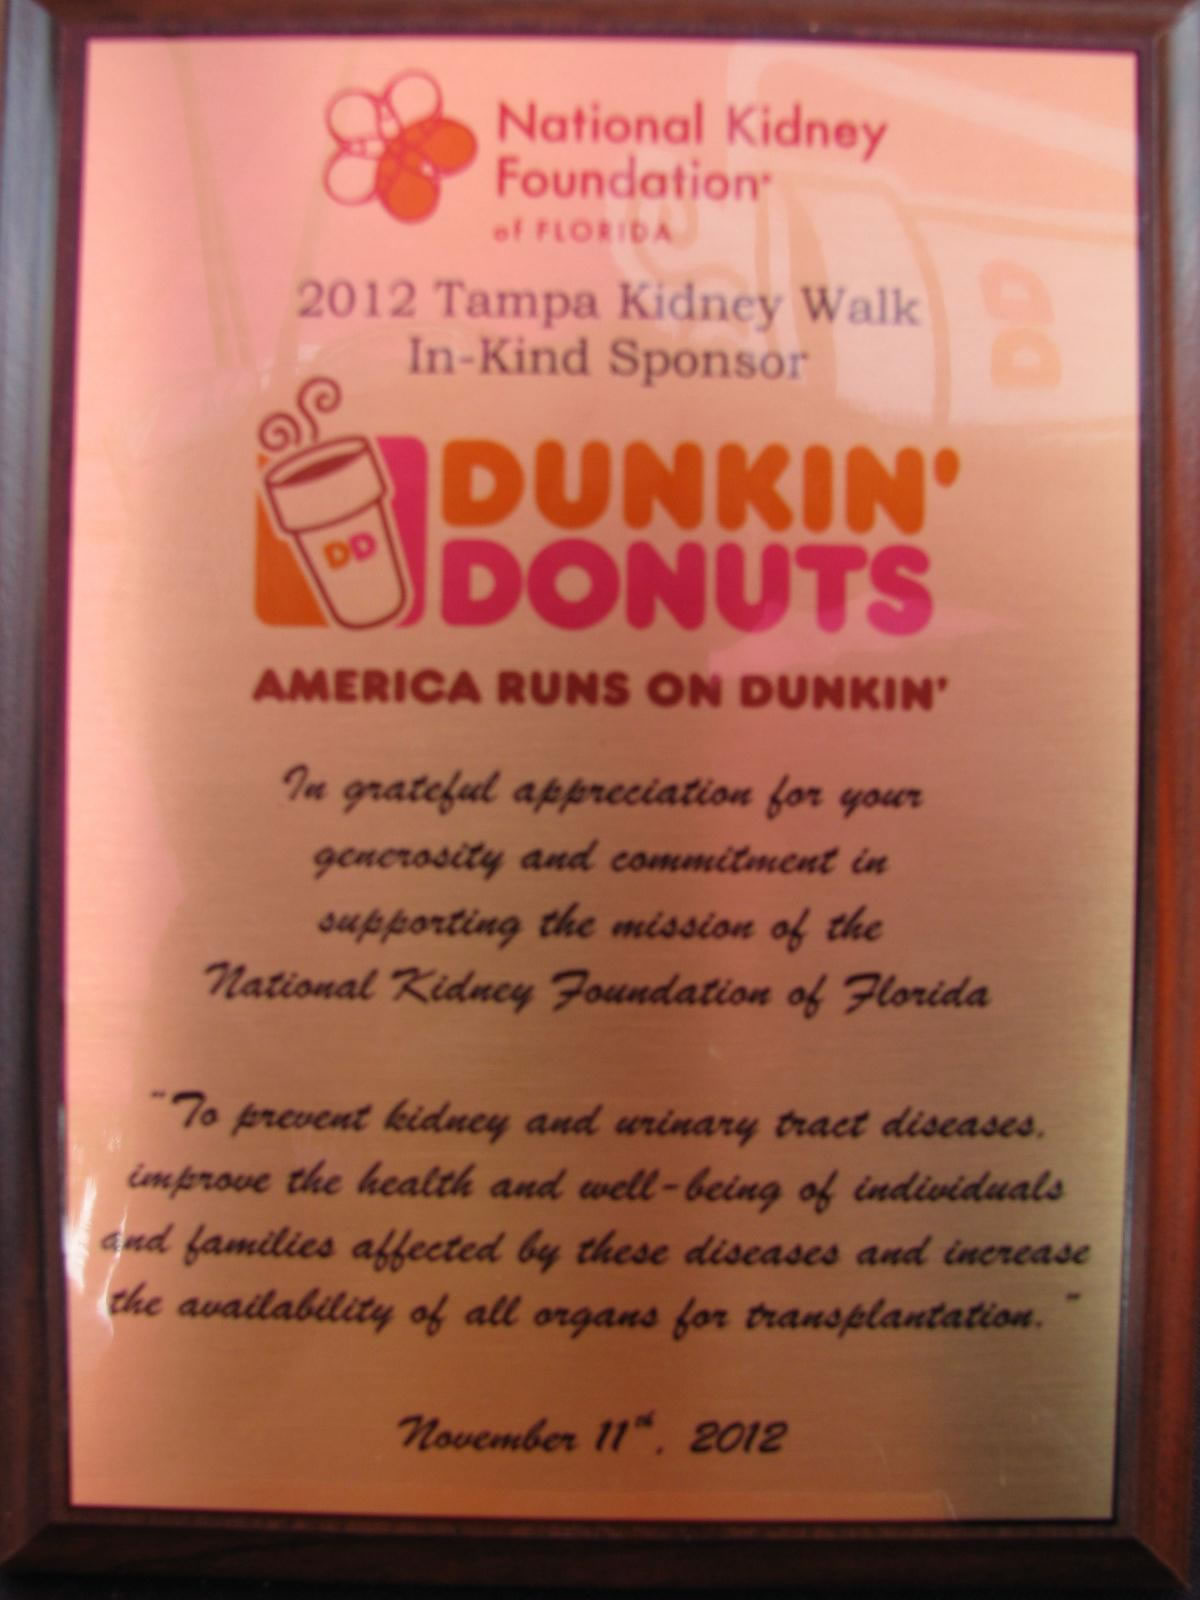 National Kidney
Foundation®
of FLORIDA
2012 Tampa Kidney Walk
In-Kind Sponsor
DD
DUNKIN'
DONUTS
AMERICA RUNS ON DUNKIN'
In grateful appreciation for your
generosity and commitment in
supporting the mission of the
National Kidney Foundation of Florida
"To prevent kidney and urinary tract diseases,
improve the health and well-being of individuals
and families affected by these diseases and increase
the availability of all organs for transplantation."
November 11th, 2012
DD